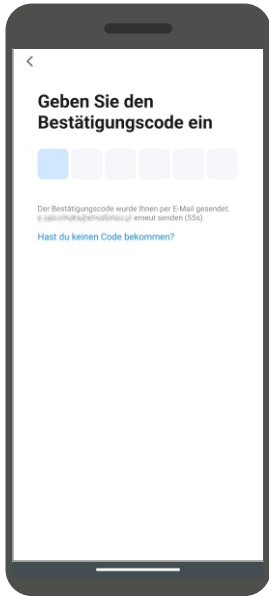 Geben Sie den
Bestätigungscode ein
Der Bestätigungscode wurde Ihnen per E-Mail gesendet.
erneut senden (55s)
Hast du keinen Code bekommen?